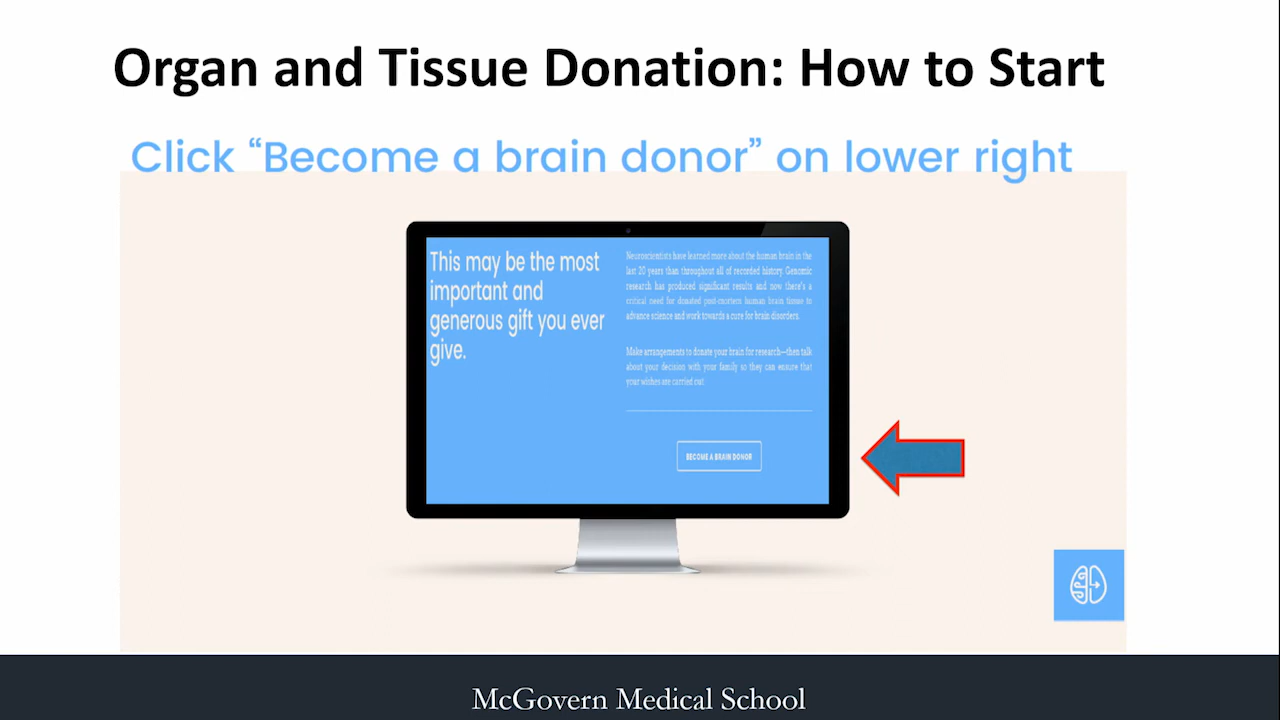 Organ and Tissue Donation: How to Start
Click “Become a brain donor” on lower right
This may be the most
important and
generous gift you ever
give.
Neuroscientists have learned more about the human brain in the
last 20 years than throughout all of recorded history. Genomic
research has produced significant results and now there's a
critical need for donated post-mortem human brain tissue to
advance science and work towards a cure for brain disorders.
Make arrangements to donate your brain for research—then talk
about your decision with your family so they can ensure that
your wishes are carried out
BECOME A BRAIN DONOR
McGovern Medical School